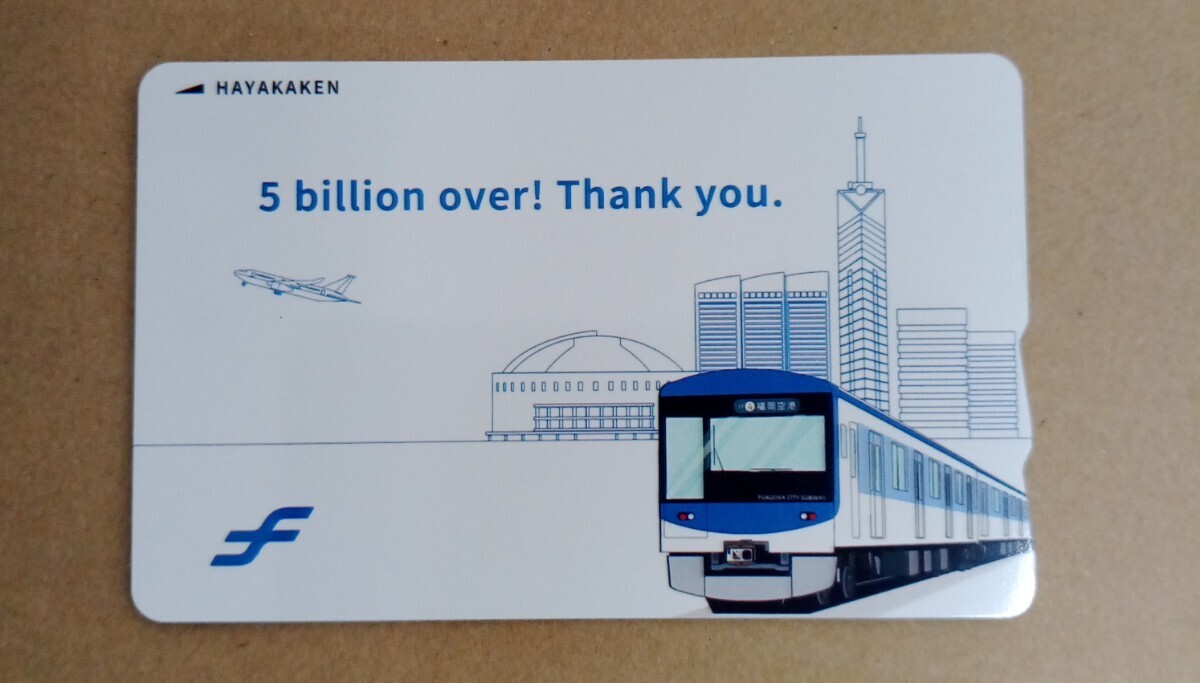 HAYAKAKEN
5 billion over! Thank you.
福岡空港
FUKUOKA CITY SUBWAY